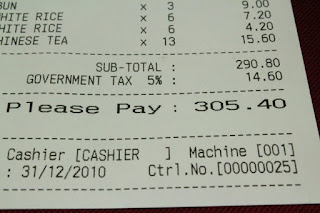 BUN x 3 9.00
WHITE RICE x 6 7.20
WHITE RICE x 6 4.20
CHINESE TEA x 13 15.60
SUB-TOTAL : 290.80
GOVERNMENT TAX 5% : 14.60
Please Pay : 305.40
Cashier [CASHIER ] Machine [001]
: 31/12/2010 Ctrl.No.[00000025]